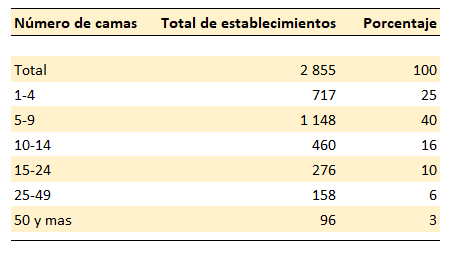 Número de camas Total de establecimientos Porcentaje
Total 2 855 100
1-4 717 25
5-9 1 148 40
10-14 460 16
15-24 276 10
25-49 158 6
50 y mas 96 3